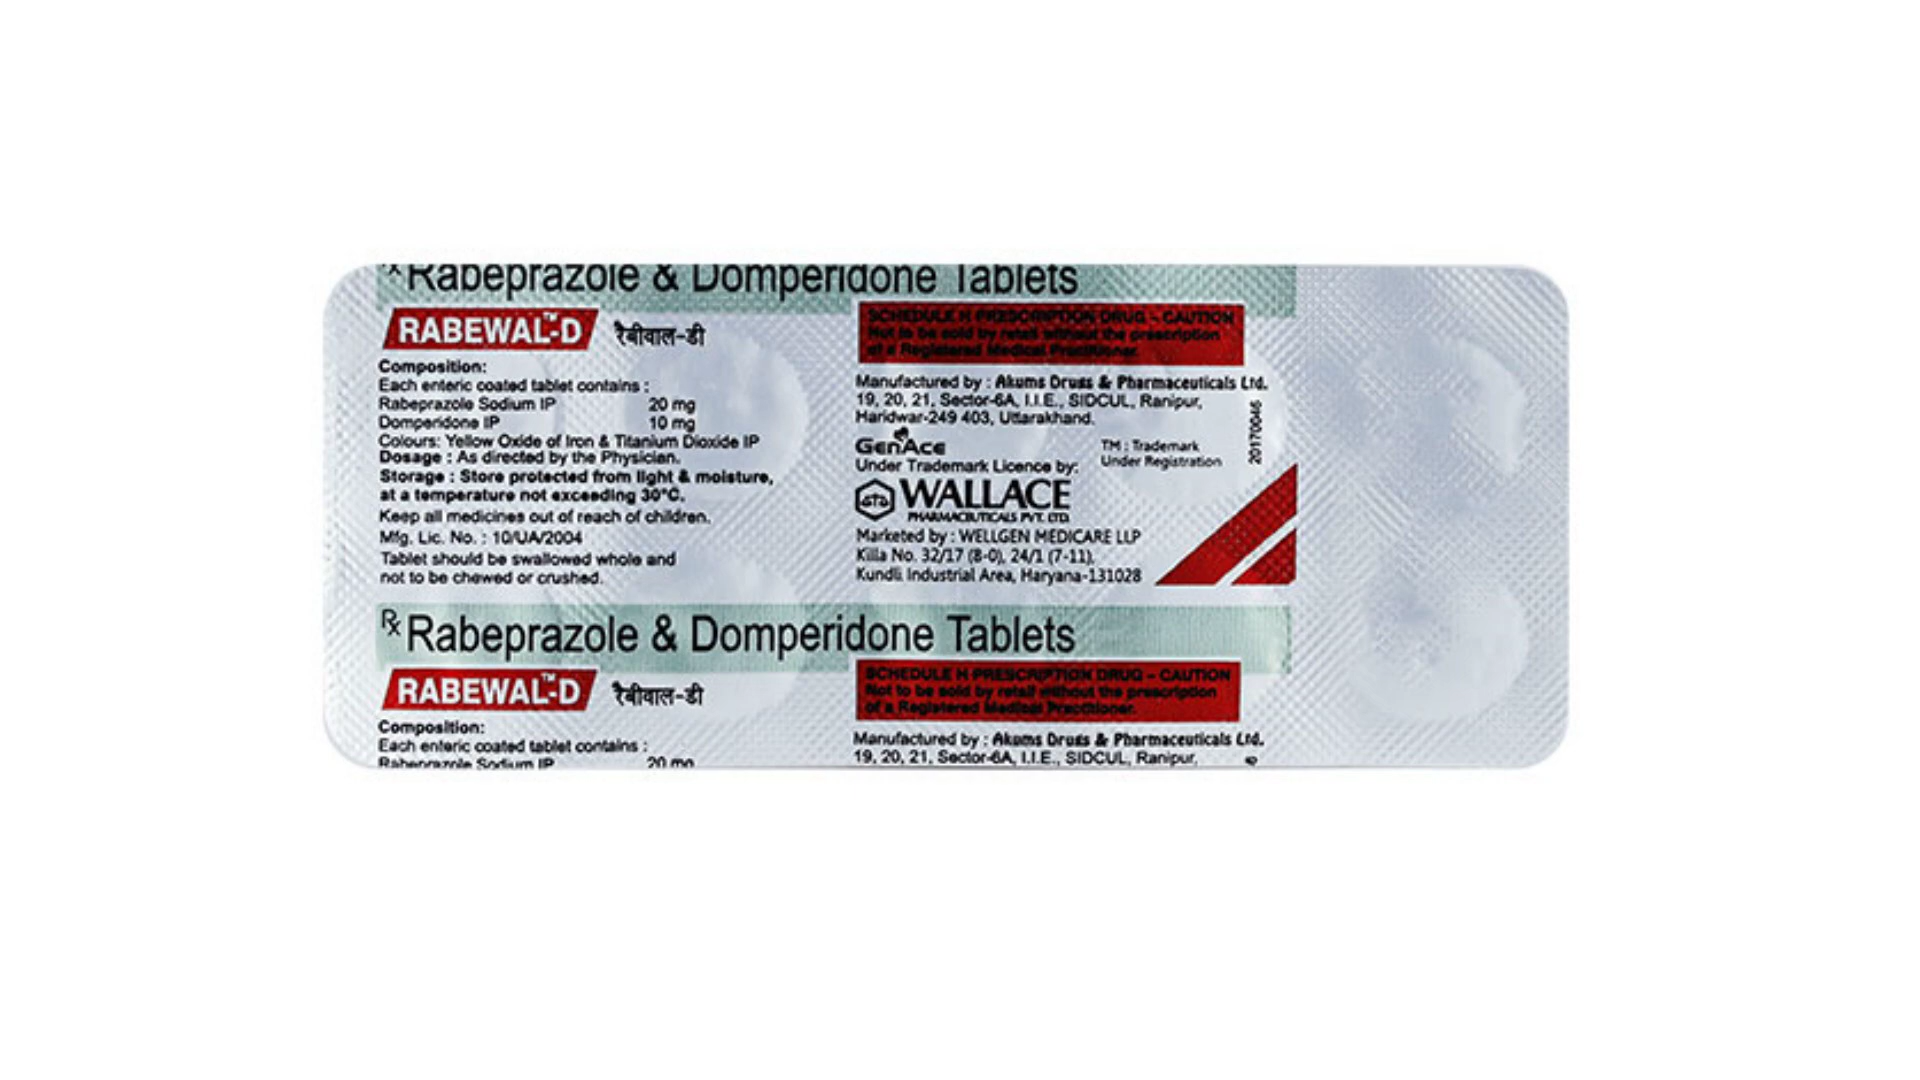 Rx Rabeprazole & Domperidone Tablets
RABEWAL™-D रैबीवाल-डी
Composition:
Each enteric coated tablet contains :
Rabeprazole Sodium IP 20 mg
Domperidone IP 10 mg
Colours: Yellow Oxide of Iron & Titanium Dioxide IP
Dosage : As directed by the Physician.
Storage : Store protected from light & moisture,
at a temperature not exceeding 30°C.
Keep all medicines out of reach of children.
Mfg. Lic. No. : 10/UA/2004
Tablet should be swallowed whole and
not to be chewed or crushed.
SCHEDULE H PRESCRIPTION DRUG - CAUTION
Not to be sold by retail without the prescription
of a Registered Medical Practitioner.
Manufactured by : Akums Drugs & Pharmaceuticals Ltd.
19, 20, 21, Sector-6A, I.I.E., SIDCUL, Ranipur,
Haridwar-249 403, Uttarakhand.
GenAce
Under Trademark Licence by:
TM : Trademark
Under Registration
20170046
WALLACE
PHARMACEUTICALS PVT. LTD.
Marketed by : WELLGEN MEDICARE LLP
Killa No. 32/17 (8-0), 24/1 (7-11),
Kundli Industrial Area, Haryana-131028
Rx Rabeprazole & Domperidone Tablets
RABEWAL™-D रैबीवाल-डी
Composition:
Each enteric coated tablet contains :
Rabeprazole Sodium IP 20 mg
SCHEDULE H PRESCRIPTION DRUG - CAUTION
Not to be sold by retail without the prescription
of a Registered Medical Practitioner.
Manufactured by : Akums Drugs & Pharmaceuticals Ltd.
19, 20, 21, Sector-6A, I.I.E., SIDCUL, Ranipur,